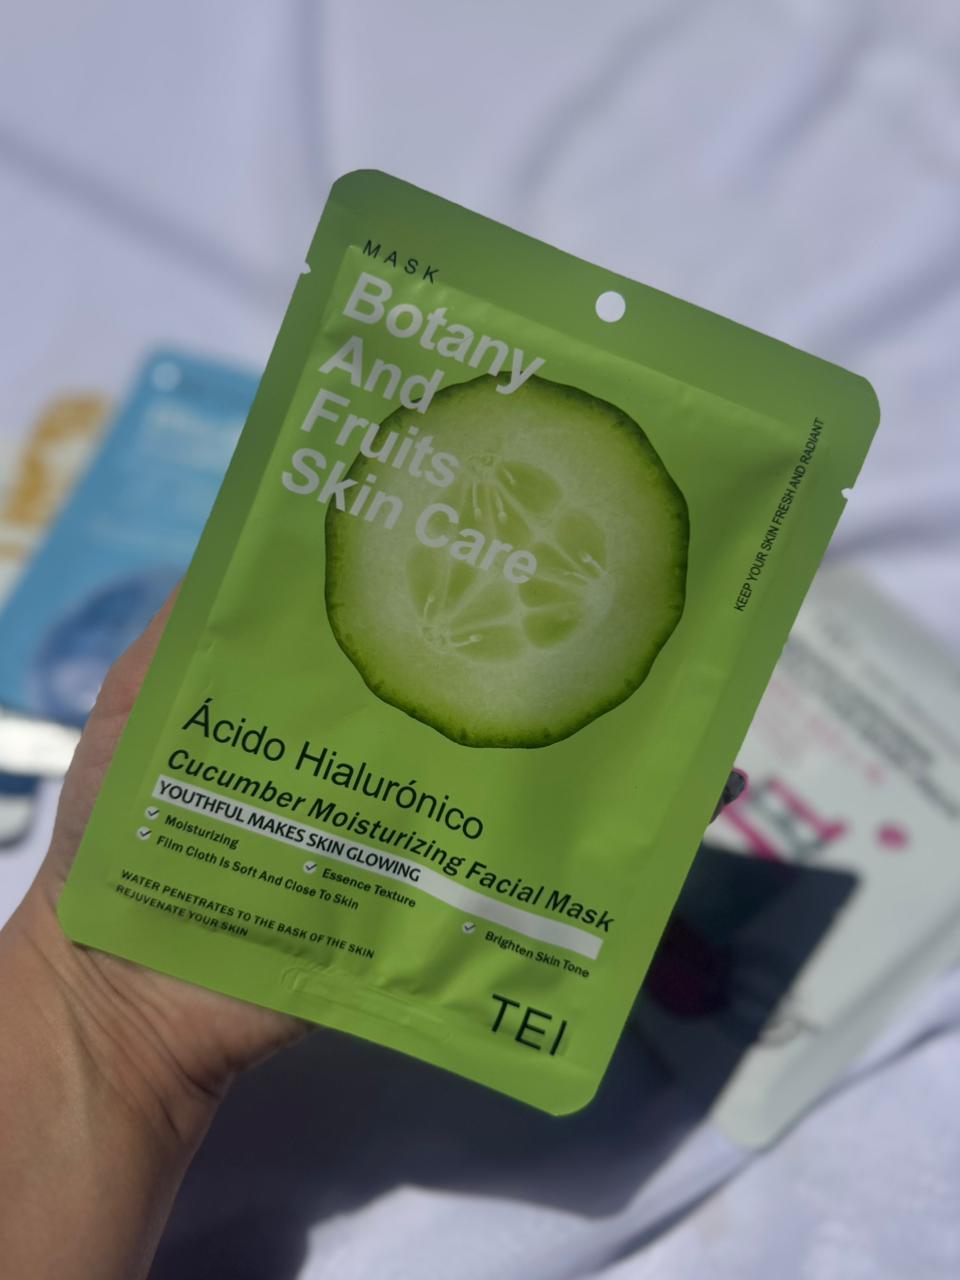 MASK
Botany
And
Fruits
Skin Care
KEEP YOUR SKIN FRESH AND RADIANT
Ácido Hialurónico
Cucumber Moisturizing Facial Mask
YOUTHFUL MAKES SKIN GLOWING
Moisturizing
Essence Texture
Brighten Skin Tone
Film Cloth Is Soft And Close To Skin
WATER PENETRATES TO THE BASK OF THE SKIN
REJUVENATE YOUR SKIN
TEI